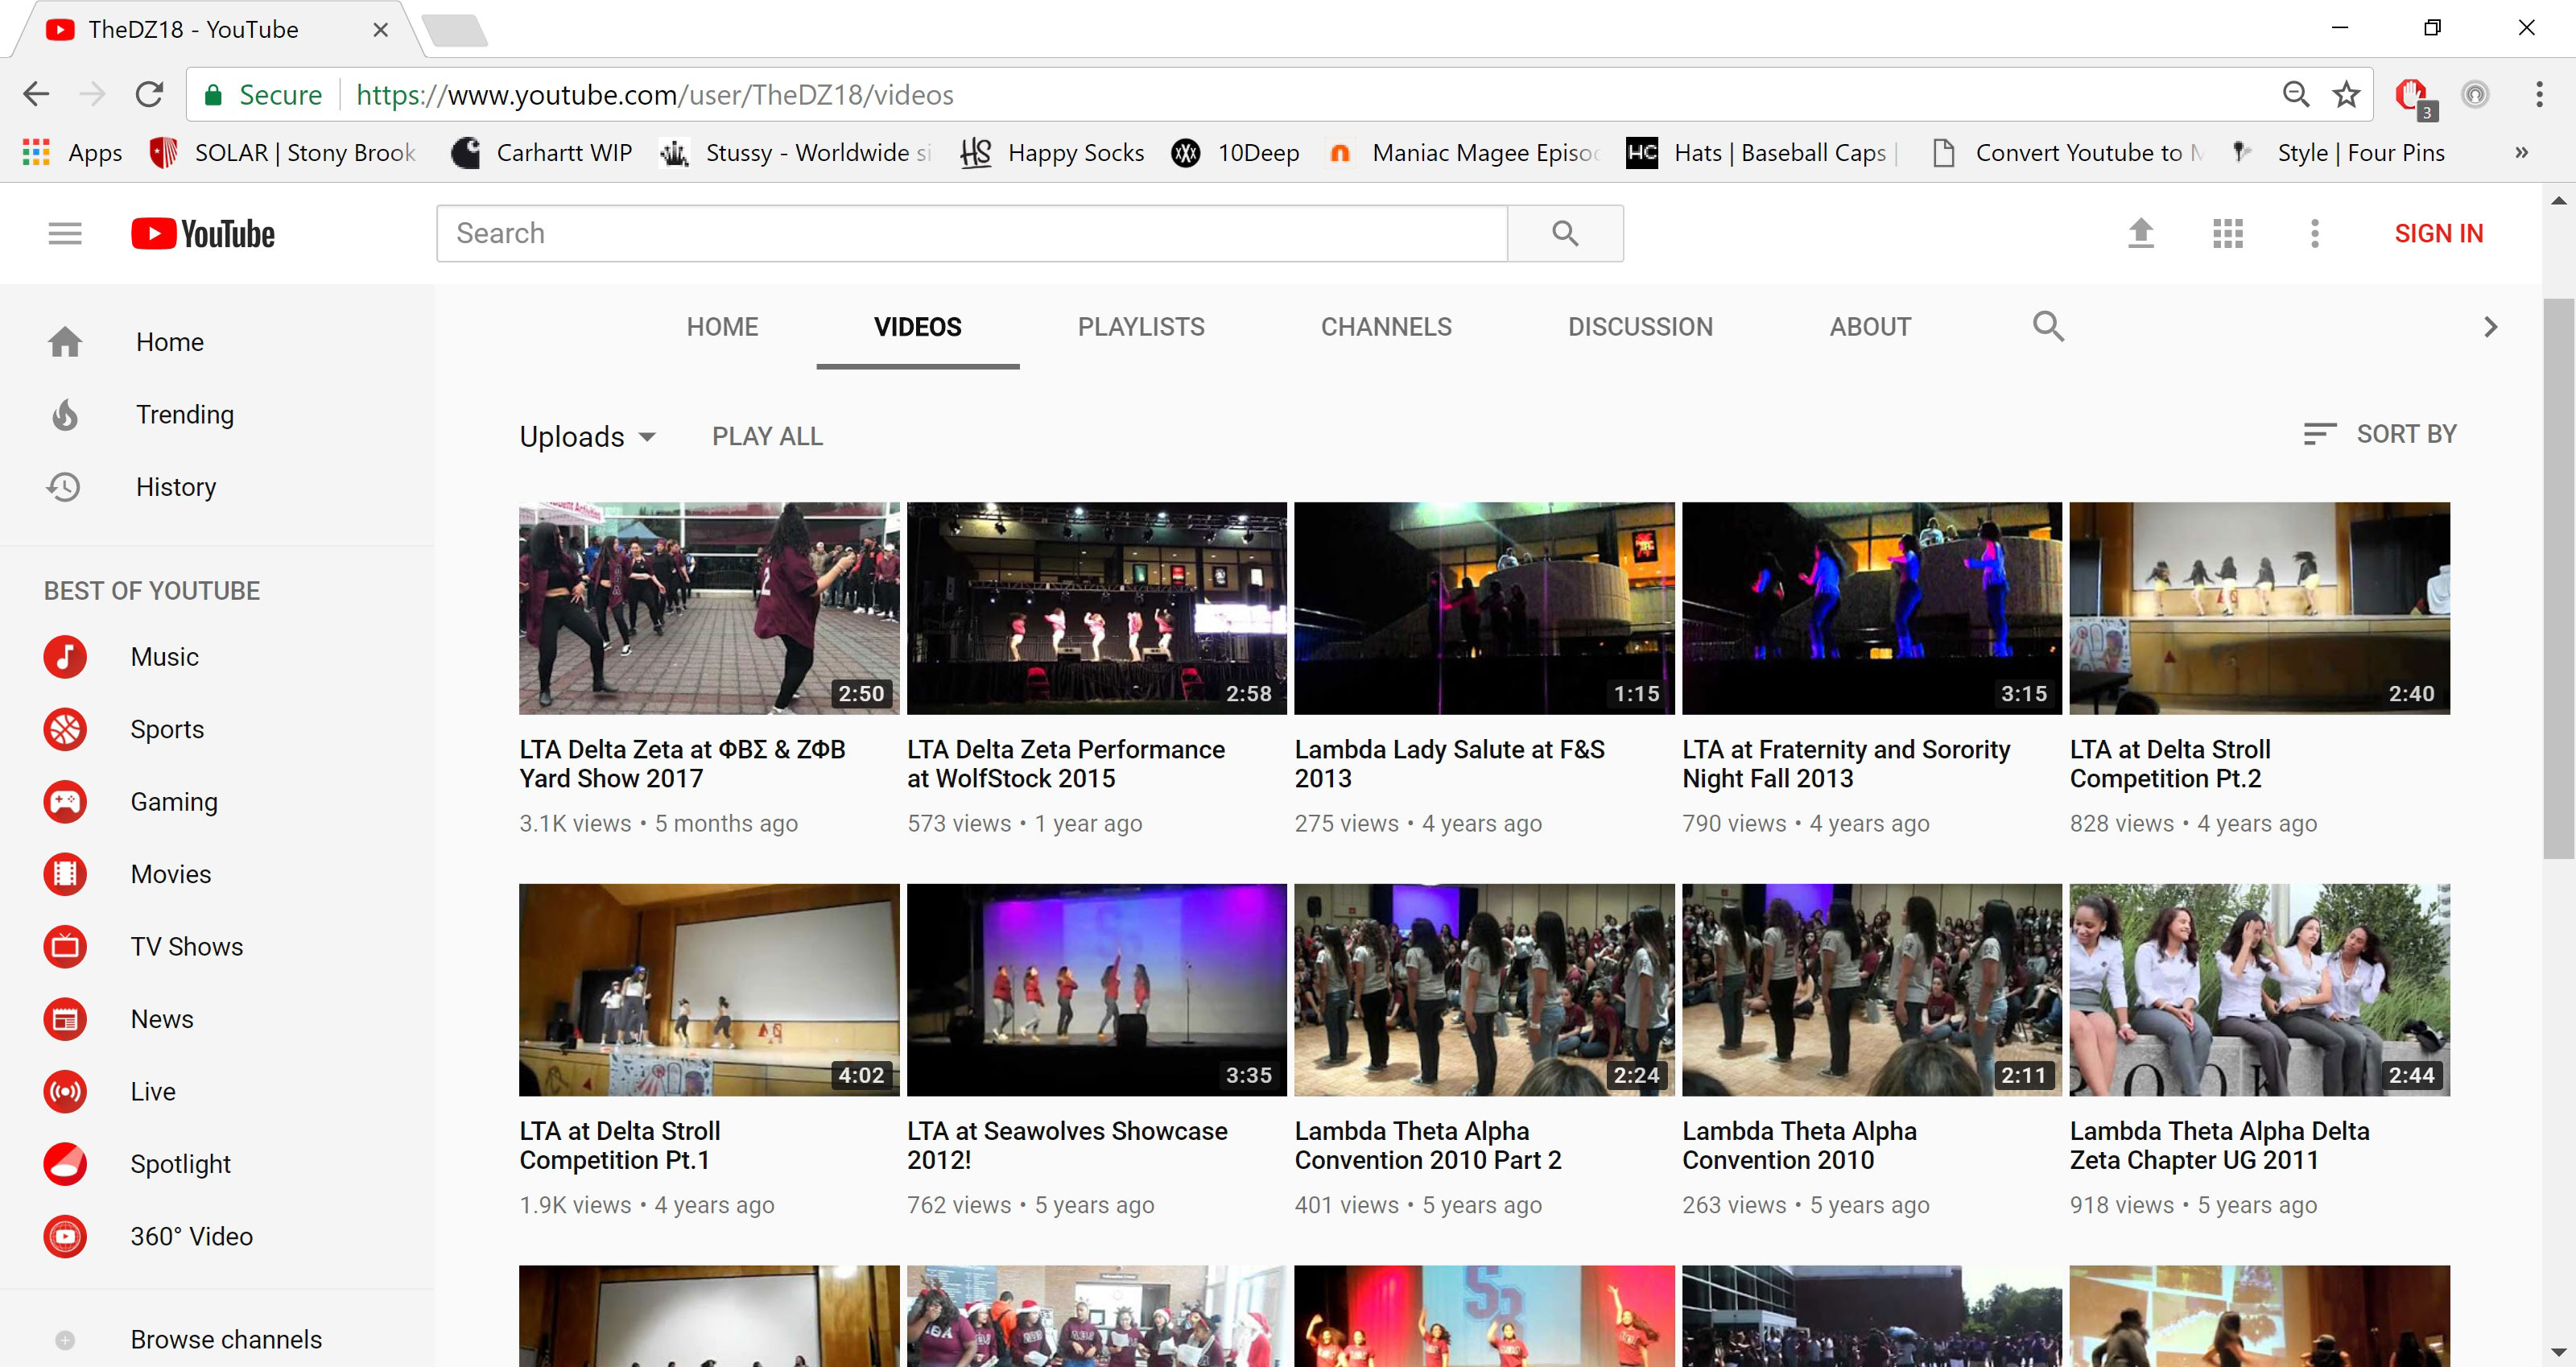 TheDZ18 - YouTube
Secure https://www.youtube.com/user/TheDZ18/videos
3
Apps SOLAR | Stony Brook Carhartt WIP Stussy - Worldwide si HS Happy Socks XXX 10Deep Maniac Magee Episo HC Hats | Baseball Caps | Convert Youtube to M Style | Four Pins »
YouTube Search SIGN IN
HOME VIDEOS PLAYLISTS CHANNELS DISCUSSION ABOUT
Home
Trending
History
BEST OF YOUTUBE
Music
Sports
Gaming
Movies
TV Shows
News
Live
Spotlight
360° Video
Browse channels
Uploads PLAY ALL SORT BY
2:50
LTA Delta Zeta at ΦΒΣ & ΖΦΒ
Yard Show 2017
3.1K views • 5 months ago
2:58
LTA Delta Zeta Performance
at WolfStock 2015
573 views • 1 year ago
1:15
Lambda Lady Salute at F&S
2013
275 views • 4 years ago
3:15
LTA at Fraternity and Sorority
Night Fall 2013
790 views • 4 years ago
2:40
LTA at Delta Stroll
Competition Pt.2
828 views • 4 years ago
4:02
LTA at Delta Stroll
Competition Pt.1
1.9K views • 4 years ago
3:35
LTA at Seawolves Showcase
2012!
762 views • 5 years ago
2:24
Lambda Theta Alpha
Convention 2010 Part 2
401 views • 5 years ago
2:11
Lambda Theta Alpha
Convention 2010
263 views • 5 years ago
2:44
Lambda Theta Alpha Delta
Zeta Chapter UG 2011
918 views • 5 years ago